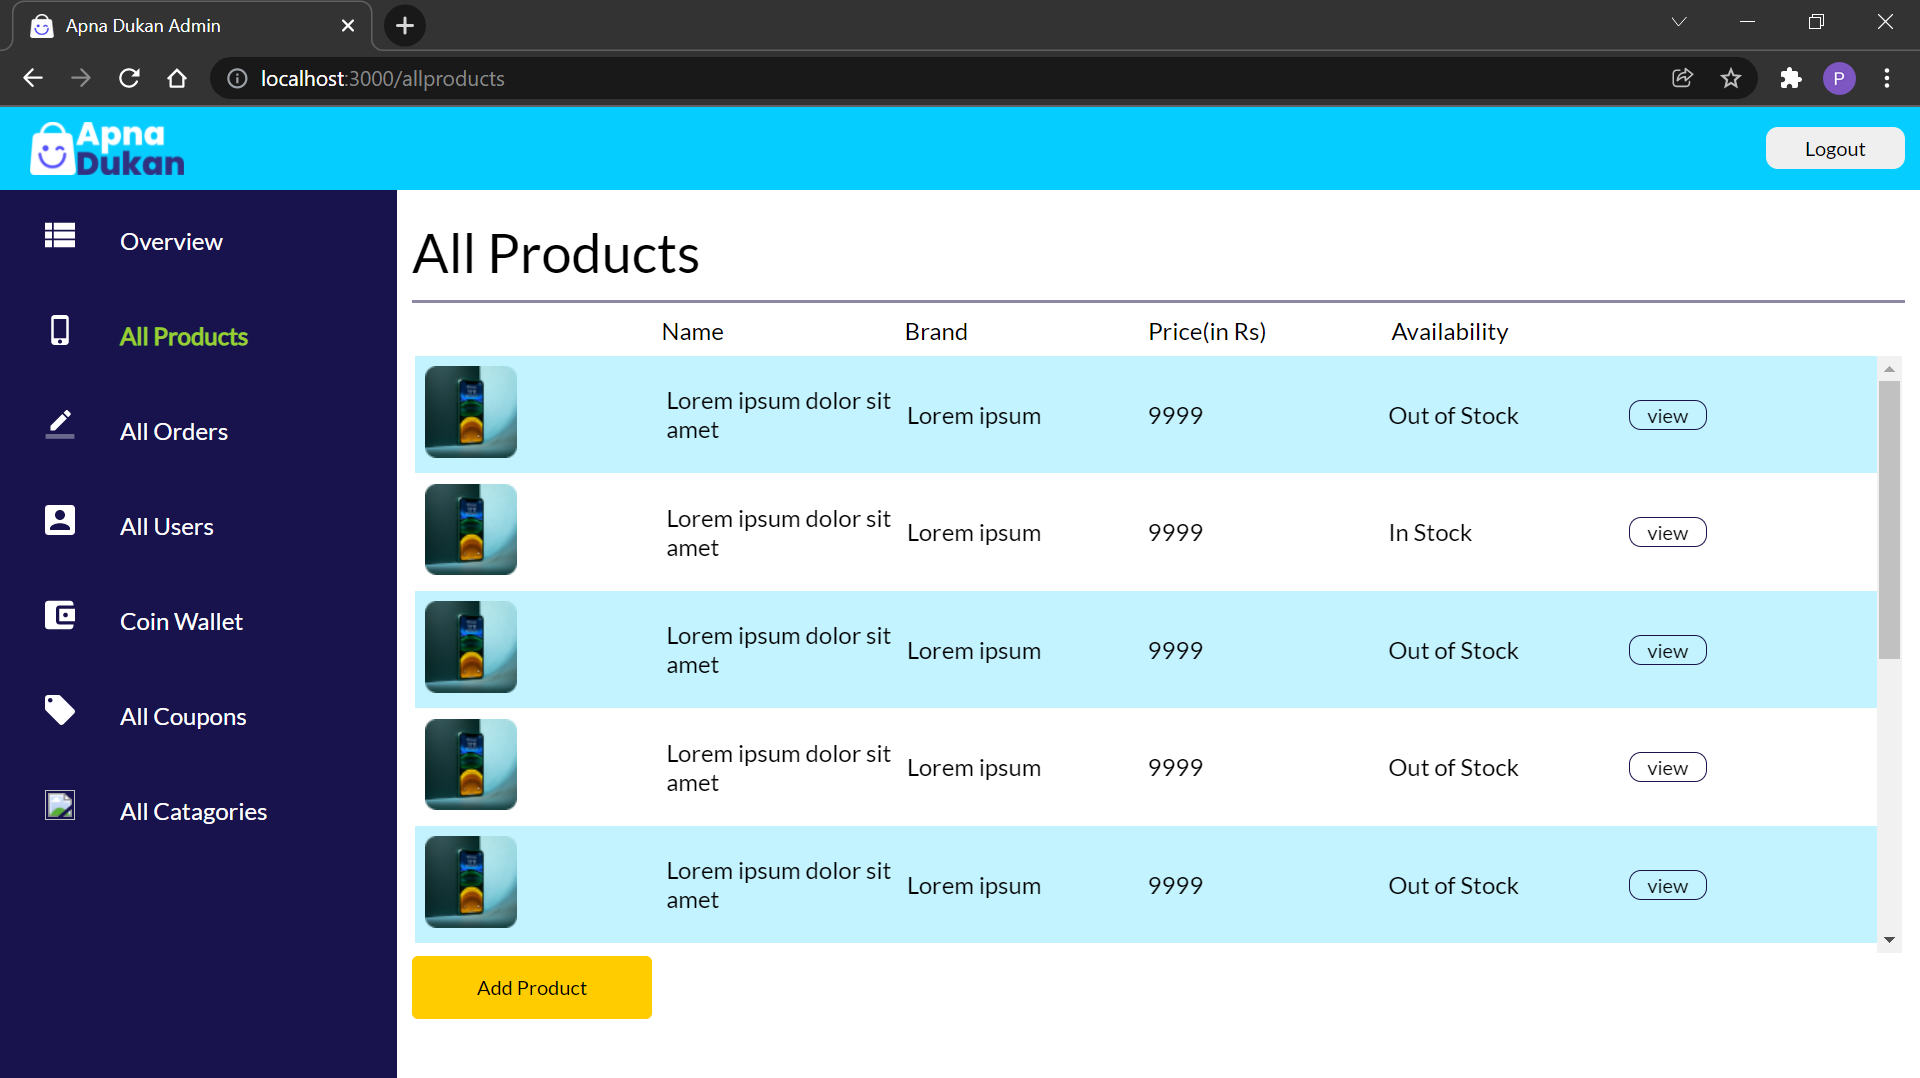 Apna Dukan Admin
localhost:3000/allproducts
P
Apna
Dukan
Logout
Overview
All Products
All Orders
All Users
Coin Wallet
All Coupons
All Catagories
All Products
Name Brand Price(in Rs) Availability
Lorem ipsum dolor sit
amet
Lorem ipsum 9999 Out of Stock view
Lorem ipsum dolor sit
amet
Lorem ipsum 9999 In Stock view
Lorem ipsum dolor sit
amet
Lorem ipsum 9999 Out of Stock view
Lorem ipsum dolor sit
amet
Lorem ipsum 9999 Out of Stock view
Lorem ipsum dolor sit
amet
Lorem ipsum 9999 Out of Stock view
Add Product